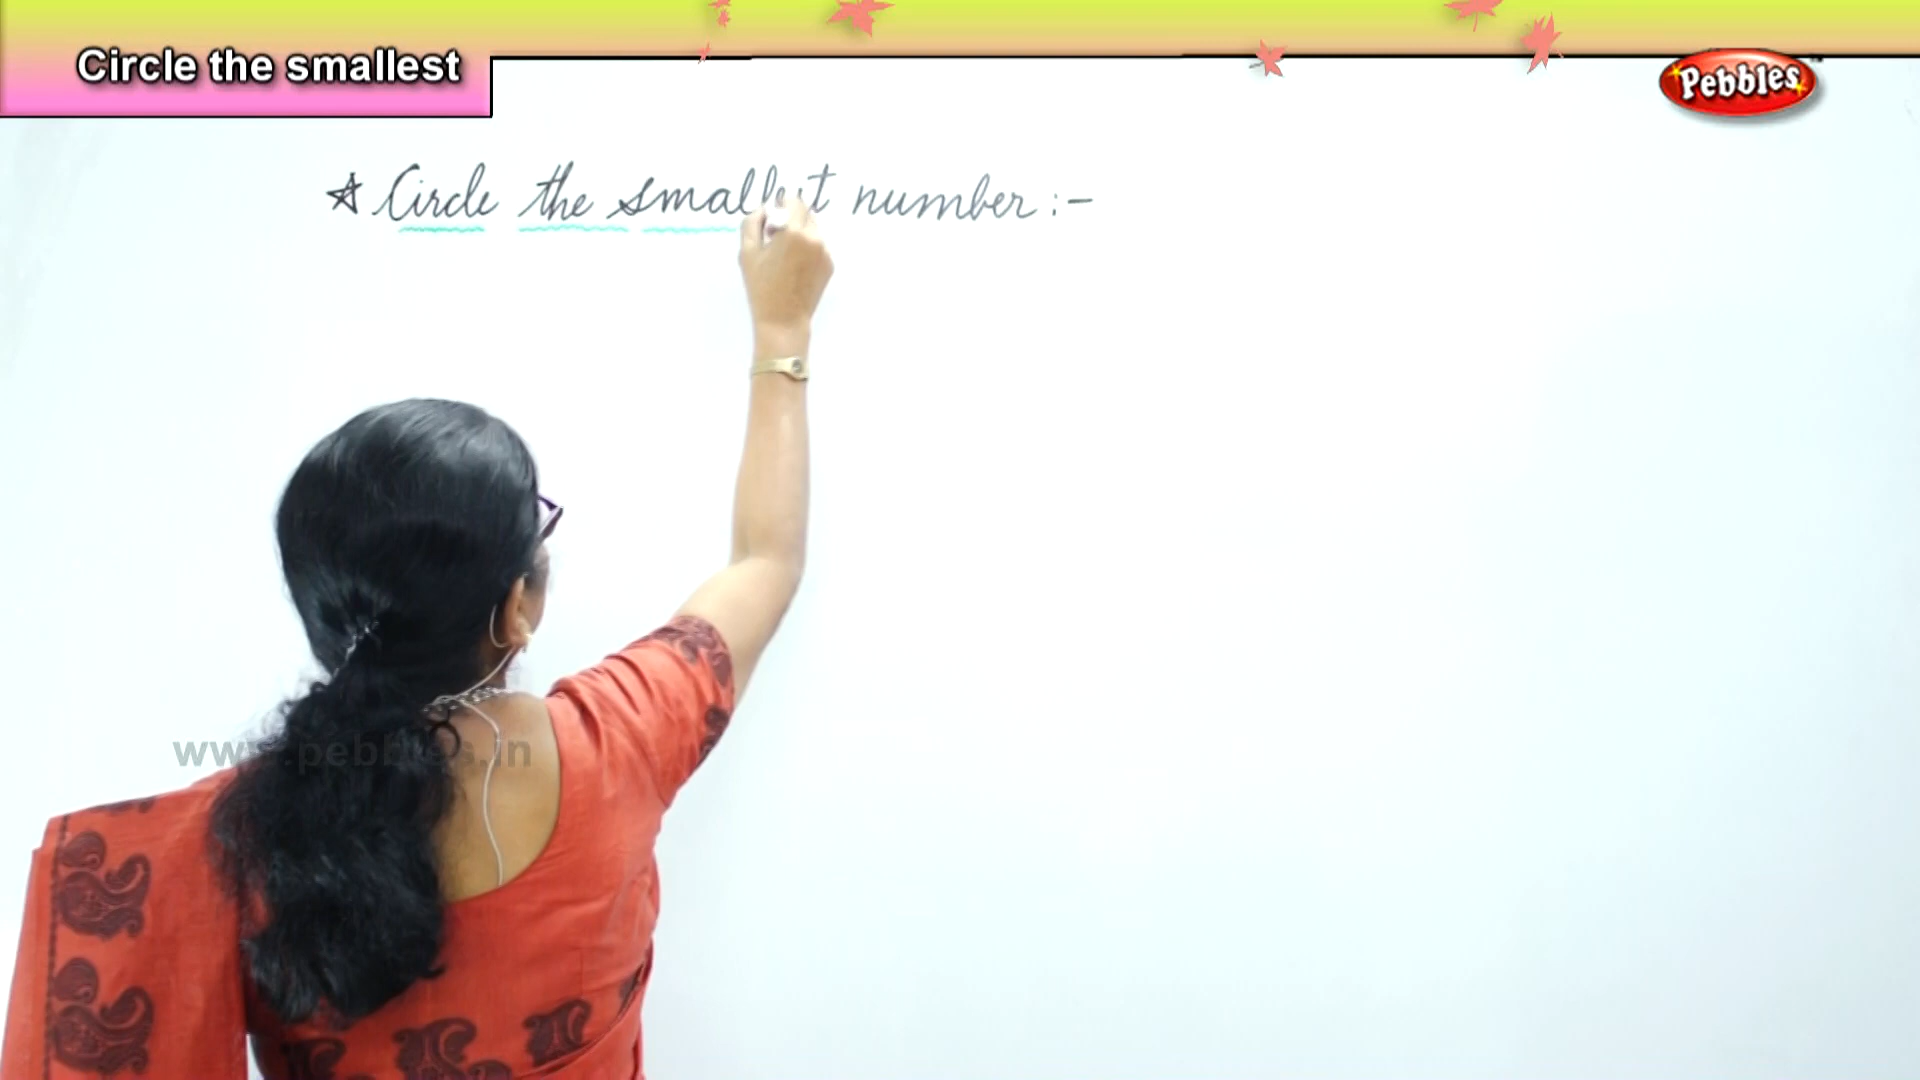 Circle the smallest
Pebbles
☆ Circle the smallest number :-
www.pebbles.in